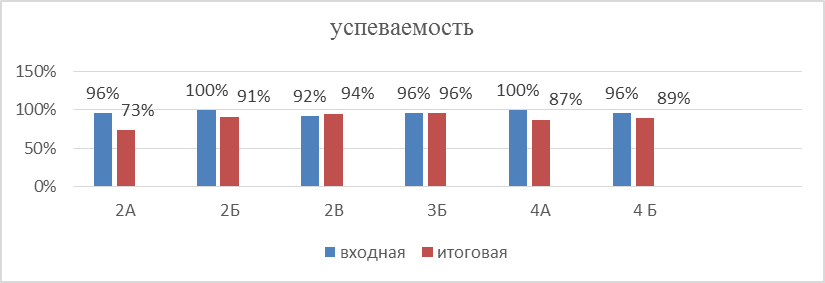 успеваемость
150%
100%
50%
0%
96% 73% 100% 91% 92% 94% 96% 96% 100% 87% 96% 89%
2А 2Б 2В 3Б 4А 4 Б
входная итоговая